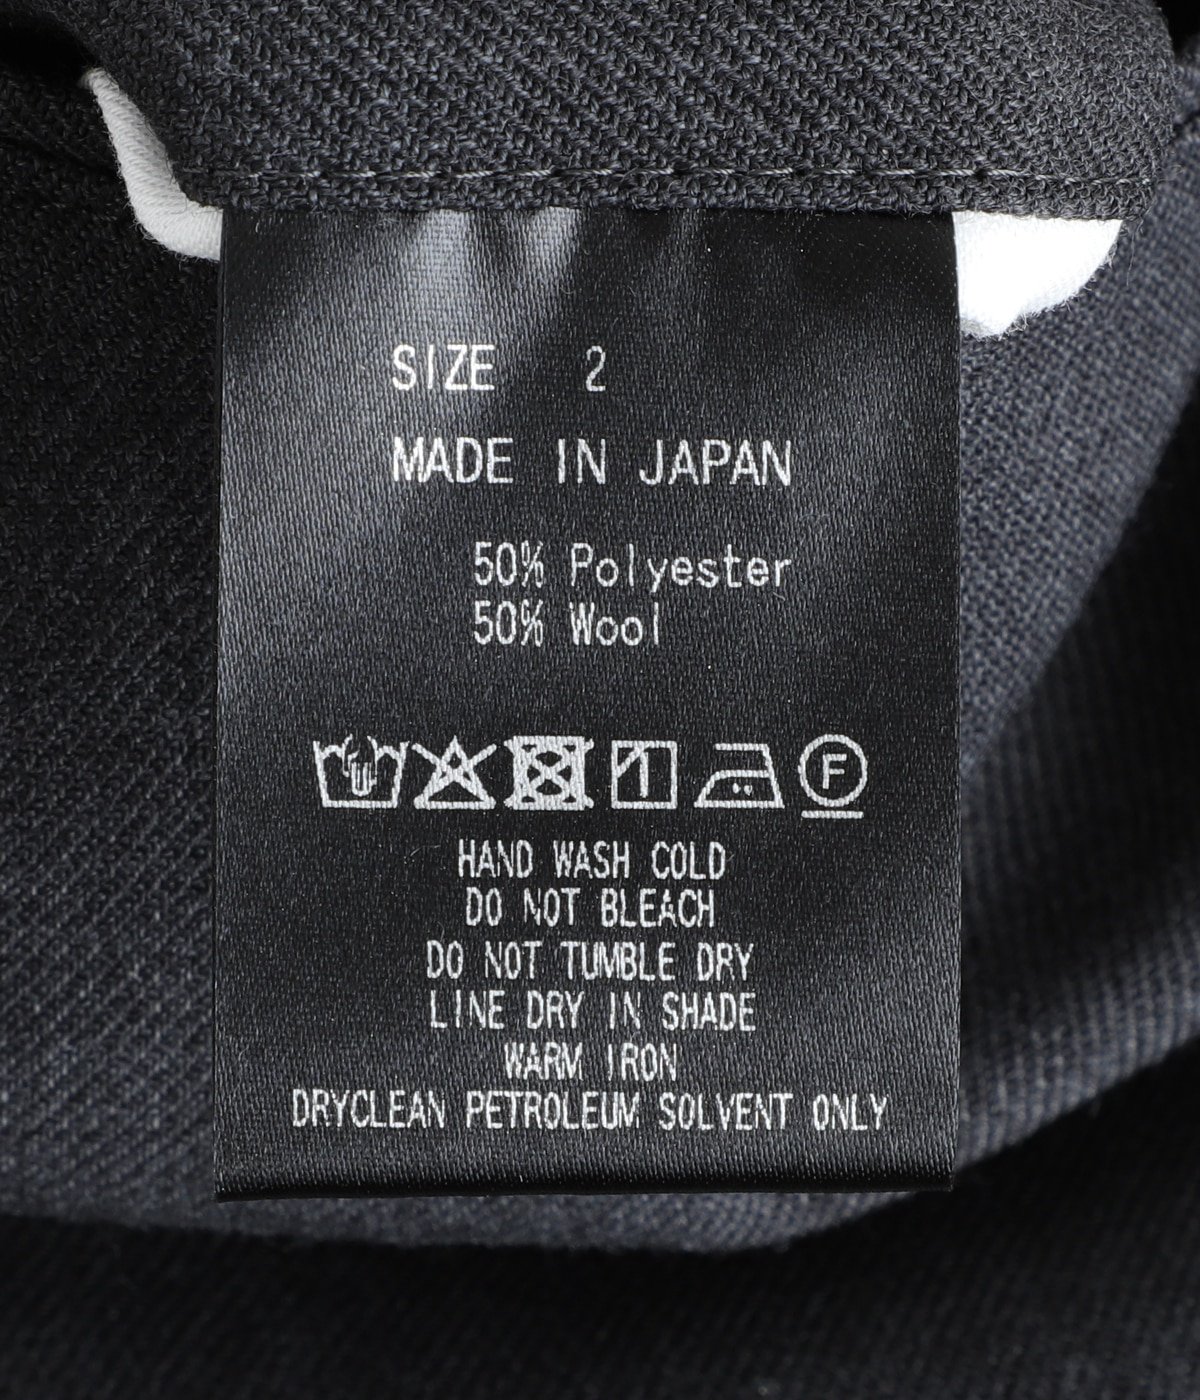 SIZE 2
MADE IN JAPAN
50% Polyester
50% Wool
F
HAND WASH COLD
DO NOT BLEACH
DO NOT TUMBLE DRY
LINE DRY IN SHADE
WARM IRON
DRYCLEAN PETROLEUM SOLVENT ONLY